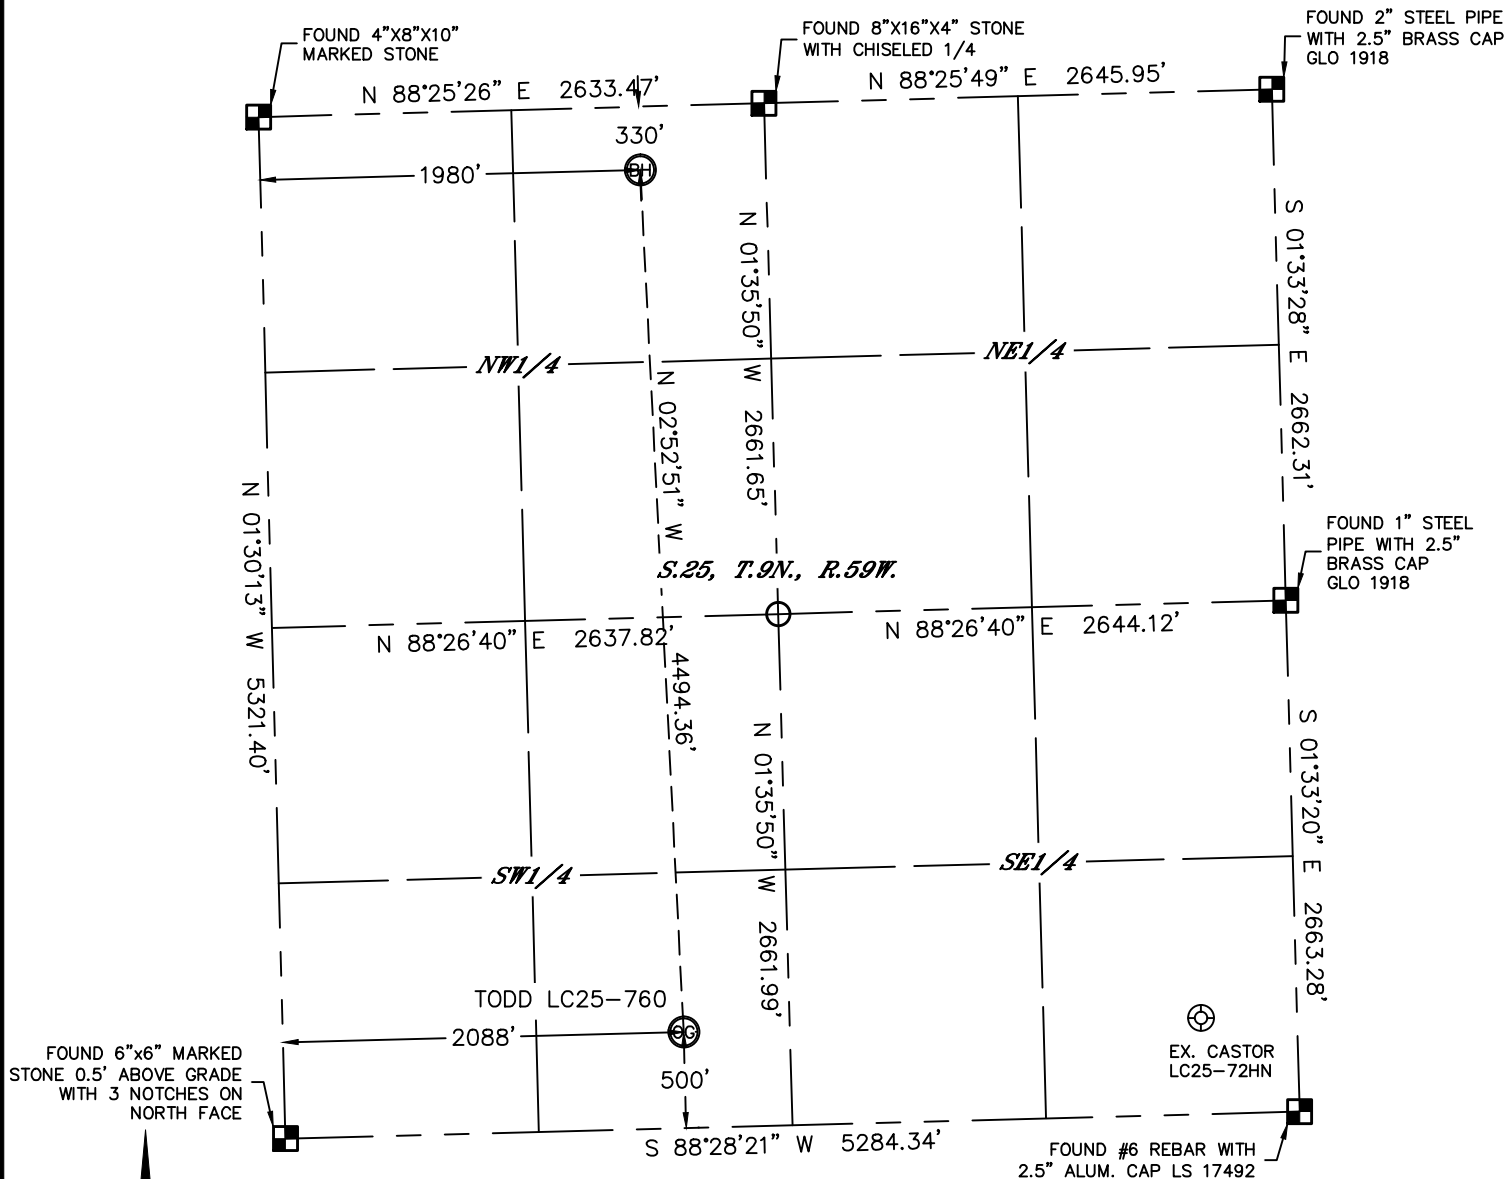 FOUND 4"X8"X10"
MARKED STONE
FOUND 8"X16"X4" STONE
WITH CHISELED 1/4
FOUND 2" STEEL PIPE
WITH 2.5" BRASS CAP
GLO 1918
N 88°25'26" E 2633.47'
N 88°25'49" E 2645.95'
330'
BH
1980'
N 01°35'50" W 2661.65'
S 01°33'28" E 2662.31'
NW1/4
NE1/4
N 02°52'51" W 4494.36'
N 01°30'13" W 5321.40'
FOUND 1" STEEL
PIPE WITH 2.5"
BRASS CAP
GLO 1918
S.25, T.9N., R.59W.
N 88°26'40" E 2637.82'
N 88°26'40" E 2644.12'
N 01°35'50" W 2661.99'
S 01°33'20" E 2663.28'
SW1/4
SE1/4
TODD LC25-760
OG
2088'
500'
EX. CASTOR
LC25-72HN
FOUND 6"x6" MARKED
STONE 0.5' ABOVE GRADE
WITH 3 NOTCHES ON
NORTH FACE
S 88°28'21" W 5284.34'
FOUND #6 REBAR WITH
2.5" ALUM. CAP LS 17492